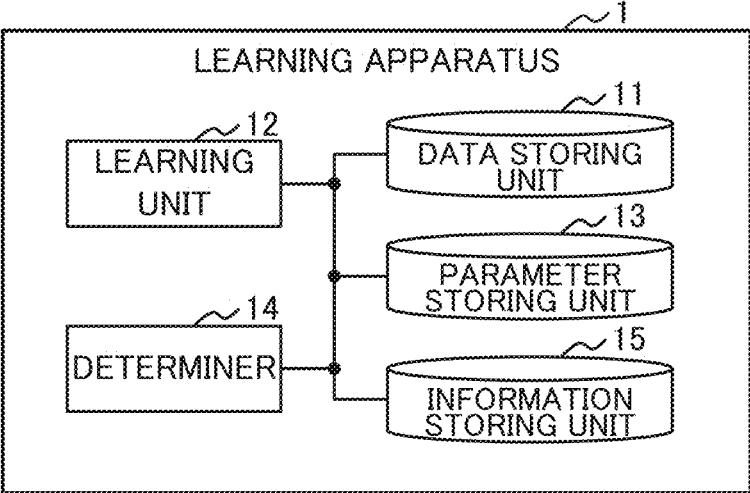 1
LEARNING APPARATUS
12
LEARNING
UNIT
11
DATA STORING
UNIT
13
PARAMETER
STORING UNIT
14
DETERMINER
15
INFORMATION
STORING UNIT